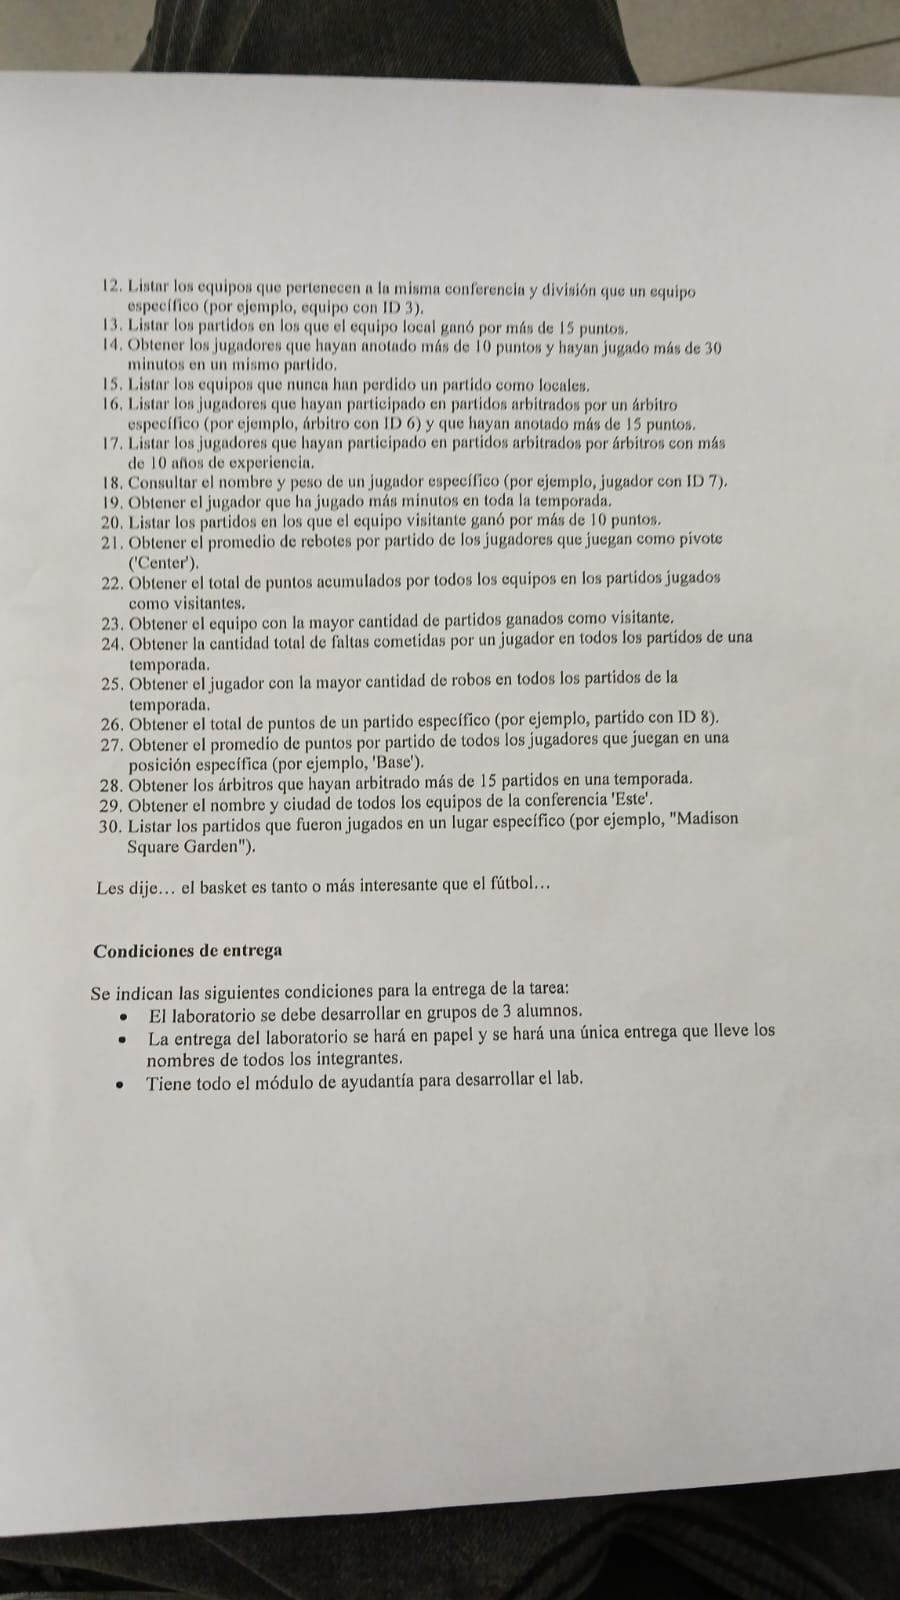 12. Listar los equipos que pertenecen a la misma conferencia y división que un equipo
específico (por ejemplo, equipo con ID 3).
13. Listar los partidos en los que el equipo local ganó por más de 15 puntos.
14. Obtener los jugadores que hayan anotado más de 10 puntos y hayan jugado más de 30
minutos en un mismo partido.
15. Listar los equipos que nunca han perdido un partido como locales.
16. Listar los jugadores que hayan participado en partidos arbitrados por un árbitro
específico (por ejemplo, árbitro con ID 6) y que hayan anotado más de 15 puntos.
17. Listar los jugadores que hayan participado en partidos arbitrados por árbitros con más
de 10 años de experiencia.
18. Consultar el nombre y peso de un jugador específico (por ejemplo, jugador con ID 7).
19. Obtener el jugador que ha jugado más minutos en toda la temporada.
20. Listar los partidos en los que el equipo visitante ganó por más de 10 puntos.
21. Obtener el promedio de rebotes por partido de los jugadores que juegan como pívote
('Center').
22. Obtener el total de puntos acumulados por todos los equipos en los partidos jugados
como visitantes.
23. Obtener el equipo con la mayor cantidad de partidos ganados como visitante.
24. Obtener la cantidad total de faltas cometidas por un jugador en todos los partidos de una
temporada.
25. Obtener el jugador con la mayor cantidad de robos en todos los partidos de la
temporada.
26. Obtener el total de puntos de un partido específico (por ejemplo, partido con ID 8).
27. Obtener el promedio de puntos por partido de todos los jugadores que juegan en una
posición específica (por ejemplo, 'Base').
28. Obtener los árbitros que hayan arbitrado más de 15 partidos en una temporada.
29. Obtener el nombre y ciudad de todos los equipos de la conferencia 'Este'.
30. Listar los partidos que fueron jugados en un lugar específico (por ejemplo, "Madison
Square Garden").
Les dije… el basket es tanto o más interesante que el fútbol…
Condiciones de entrega
Se indican las siguientes condiciones para la entrega de la tarea:
• El laboratorio se debe desarrollar en grupos de 3 alumnos.
• La entrega del laboratorio se hará en papel y se hará una única entrega que lleve los
nombres de todos los integrantes.
• Tiene todo el módulo de ayudantía para desarrollar el lab.